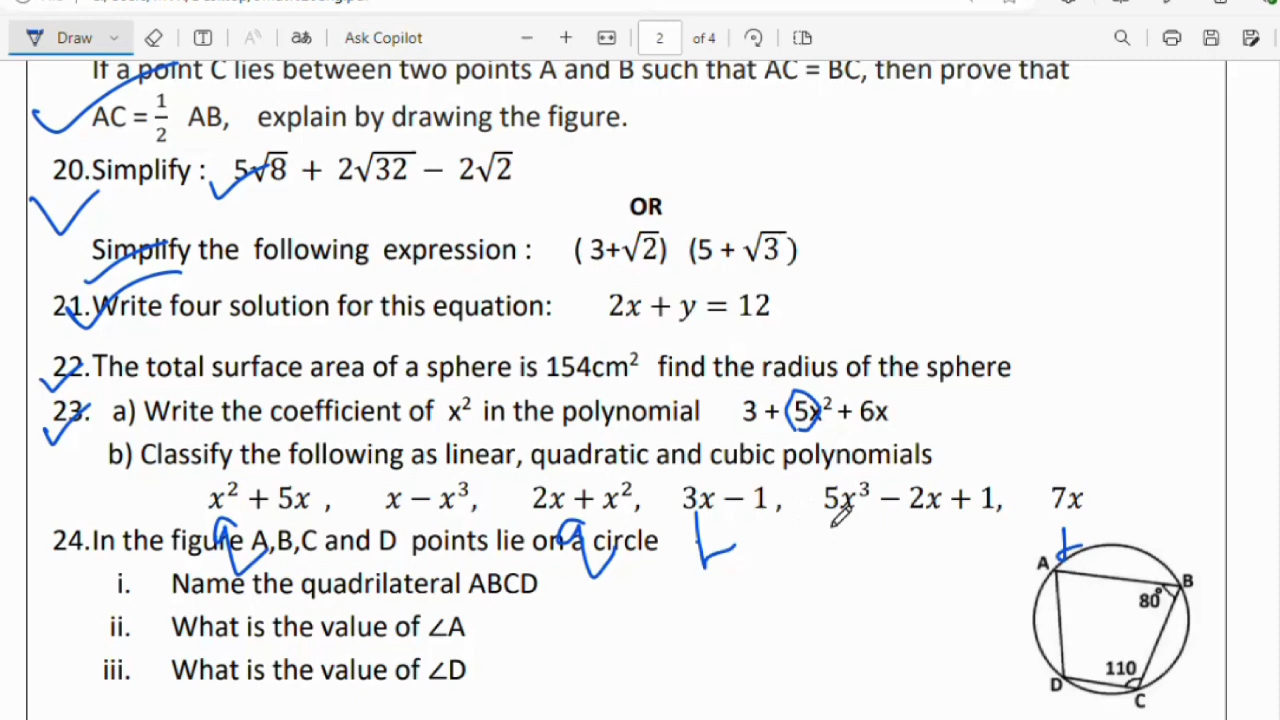 Draw
Ask Copilot
2 of 4
If a point C lies between two points A and B such that AC = BC, then prove that
AC = 1/2 AB, explain by drawing the figure.
20.Simplify : 5√8 + 2√32 − 2√2
OR
Simplify the following expression : ( 3+√2) (5 + √3 )
21.Write four solution for this equation: 2x + y = 12
22.The total surface area of a sphere is 154cm² find the radius of the sphere
23. a) Write the coefficient of x² in the polynomial 3 + 5x² + 6x
b) Classify the following as linear, quadratic and cubic polynomials
x² + 5x , x − x³, 2x + x², 3x − 1, 5x³ − 2x + 1, 7x
q q L L
24.In the figure A,B,C and D points lie on a circle
i. Name the quadrilateral ABCD
ii. What is the value of ∠A
iii. What is the value of ∠D
A
B
80°
110
D
C